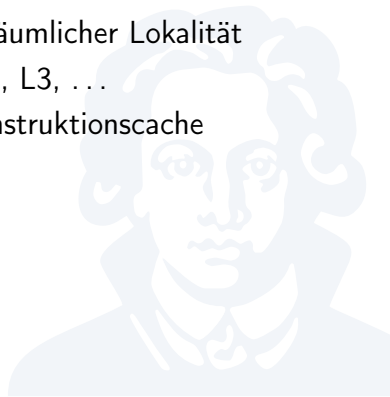 äumlicher Lokalität
, L3, ...
nstruktionscache